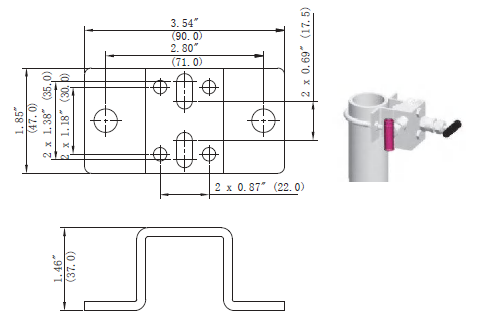 3.54"
(90.0)
2.80"
(71.0)
2 x 0.69" (17.5)
1.85"
(47.0)
2 x 1.38" (35.0)
2 x 1.18" (30.0)
2 x 0.87" (22.0)
1.46"
(37.0)